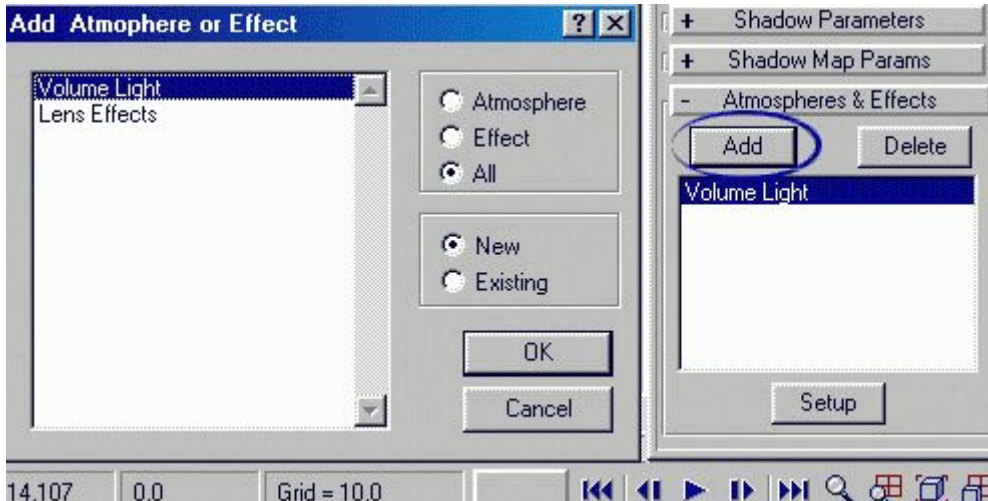 Add Atmophere or Effect
?
Volume Light
Lens Effects
Atmosphere
Effect
All
New
Existing
OK
Cancel
+ Shadow Parameters
+ Shadow Map Params
- Atmospheres & Effects
Add
Delete
Volume Light
Setup
14.107
0.0
Grid = 10.0